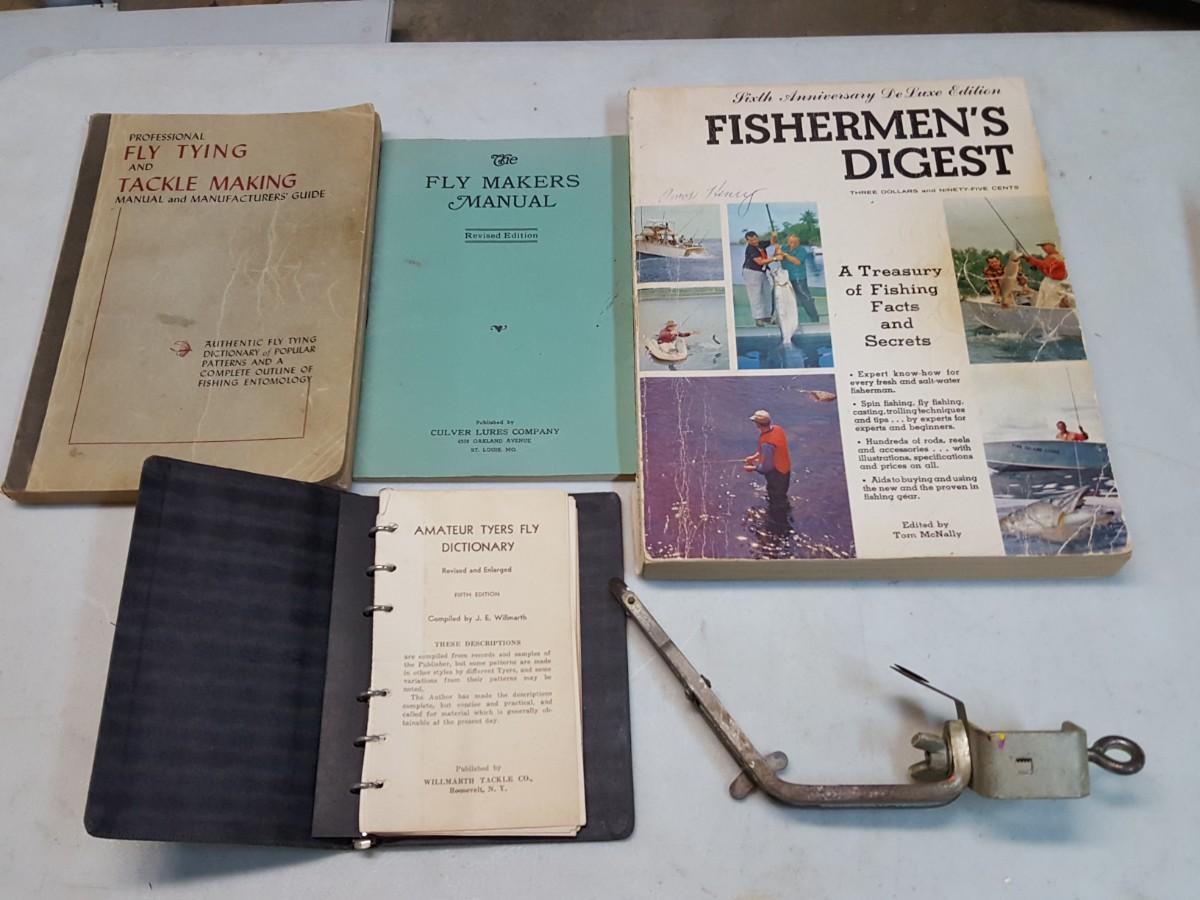 PROFESSIONAL
FLY TYING
AND
TACKLE MAKING
MANUAL and MANUFACTURERS' GUIDE
AUTHENTIC FLY TYING
DICTIONARY of POPULAR
PATTERNS AND A
COMPLETE OUTLINE OF
FISHING ENTOMOLOGY
The
FLY MAKERS
MANUAL
Revised Edition
Published by
CULVER LURES COMPANY
OAKLAND AVENUE
ST. LOUIS MO.
Sixth Anniversary DeLuxe Edition
FISHERMEN'S
DIGEST
THREE DOLLARS and NINETY-FIVE CENTS
Henry
A Treasury
of Fishing
Facts
and
Secrets
• Expert know-how for
every fresh and salt-water
fisherman.
• Spin fishing, fly fishing,
casting, trolling techniques
and tips . . . by experts for
experts and beginners.
• Hundreds of rods, reels
and accessories . . . with
illustrations, specifications
and prices on all.
• Aids to buying and using
the new and the proven in
fishing gear.
Edited by
Tom McNally
AMATEUR TYERS FLY
DICTIONARY
Revised and Enlarged
FIFTH EDITION
Compiled by J. E. Willmarth
THESE DESCRIPTIONS
are compiled from records and samples of
the Publisher, but some patterns are made
in other styles by different Tyers, and some
variations from their patterns may be
noted.
The Author has made the descriptions
complete, but concise and practical, and
called for material which is generally ob-
tainable at the present day.
Published by
WILLMARTH TACKLE CO.,
Roosevelt, N. Y.